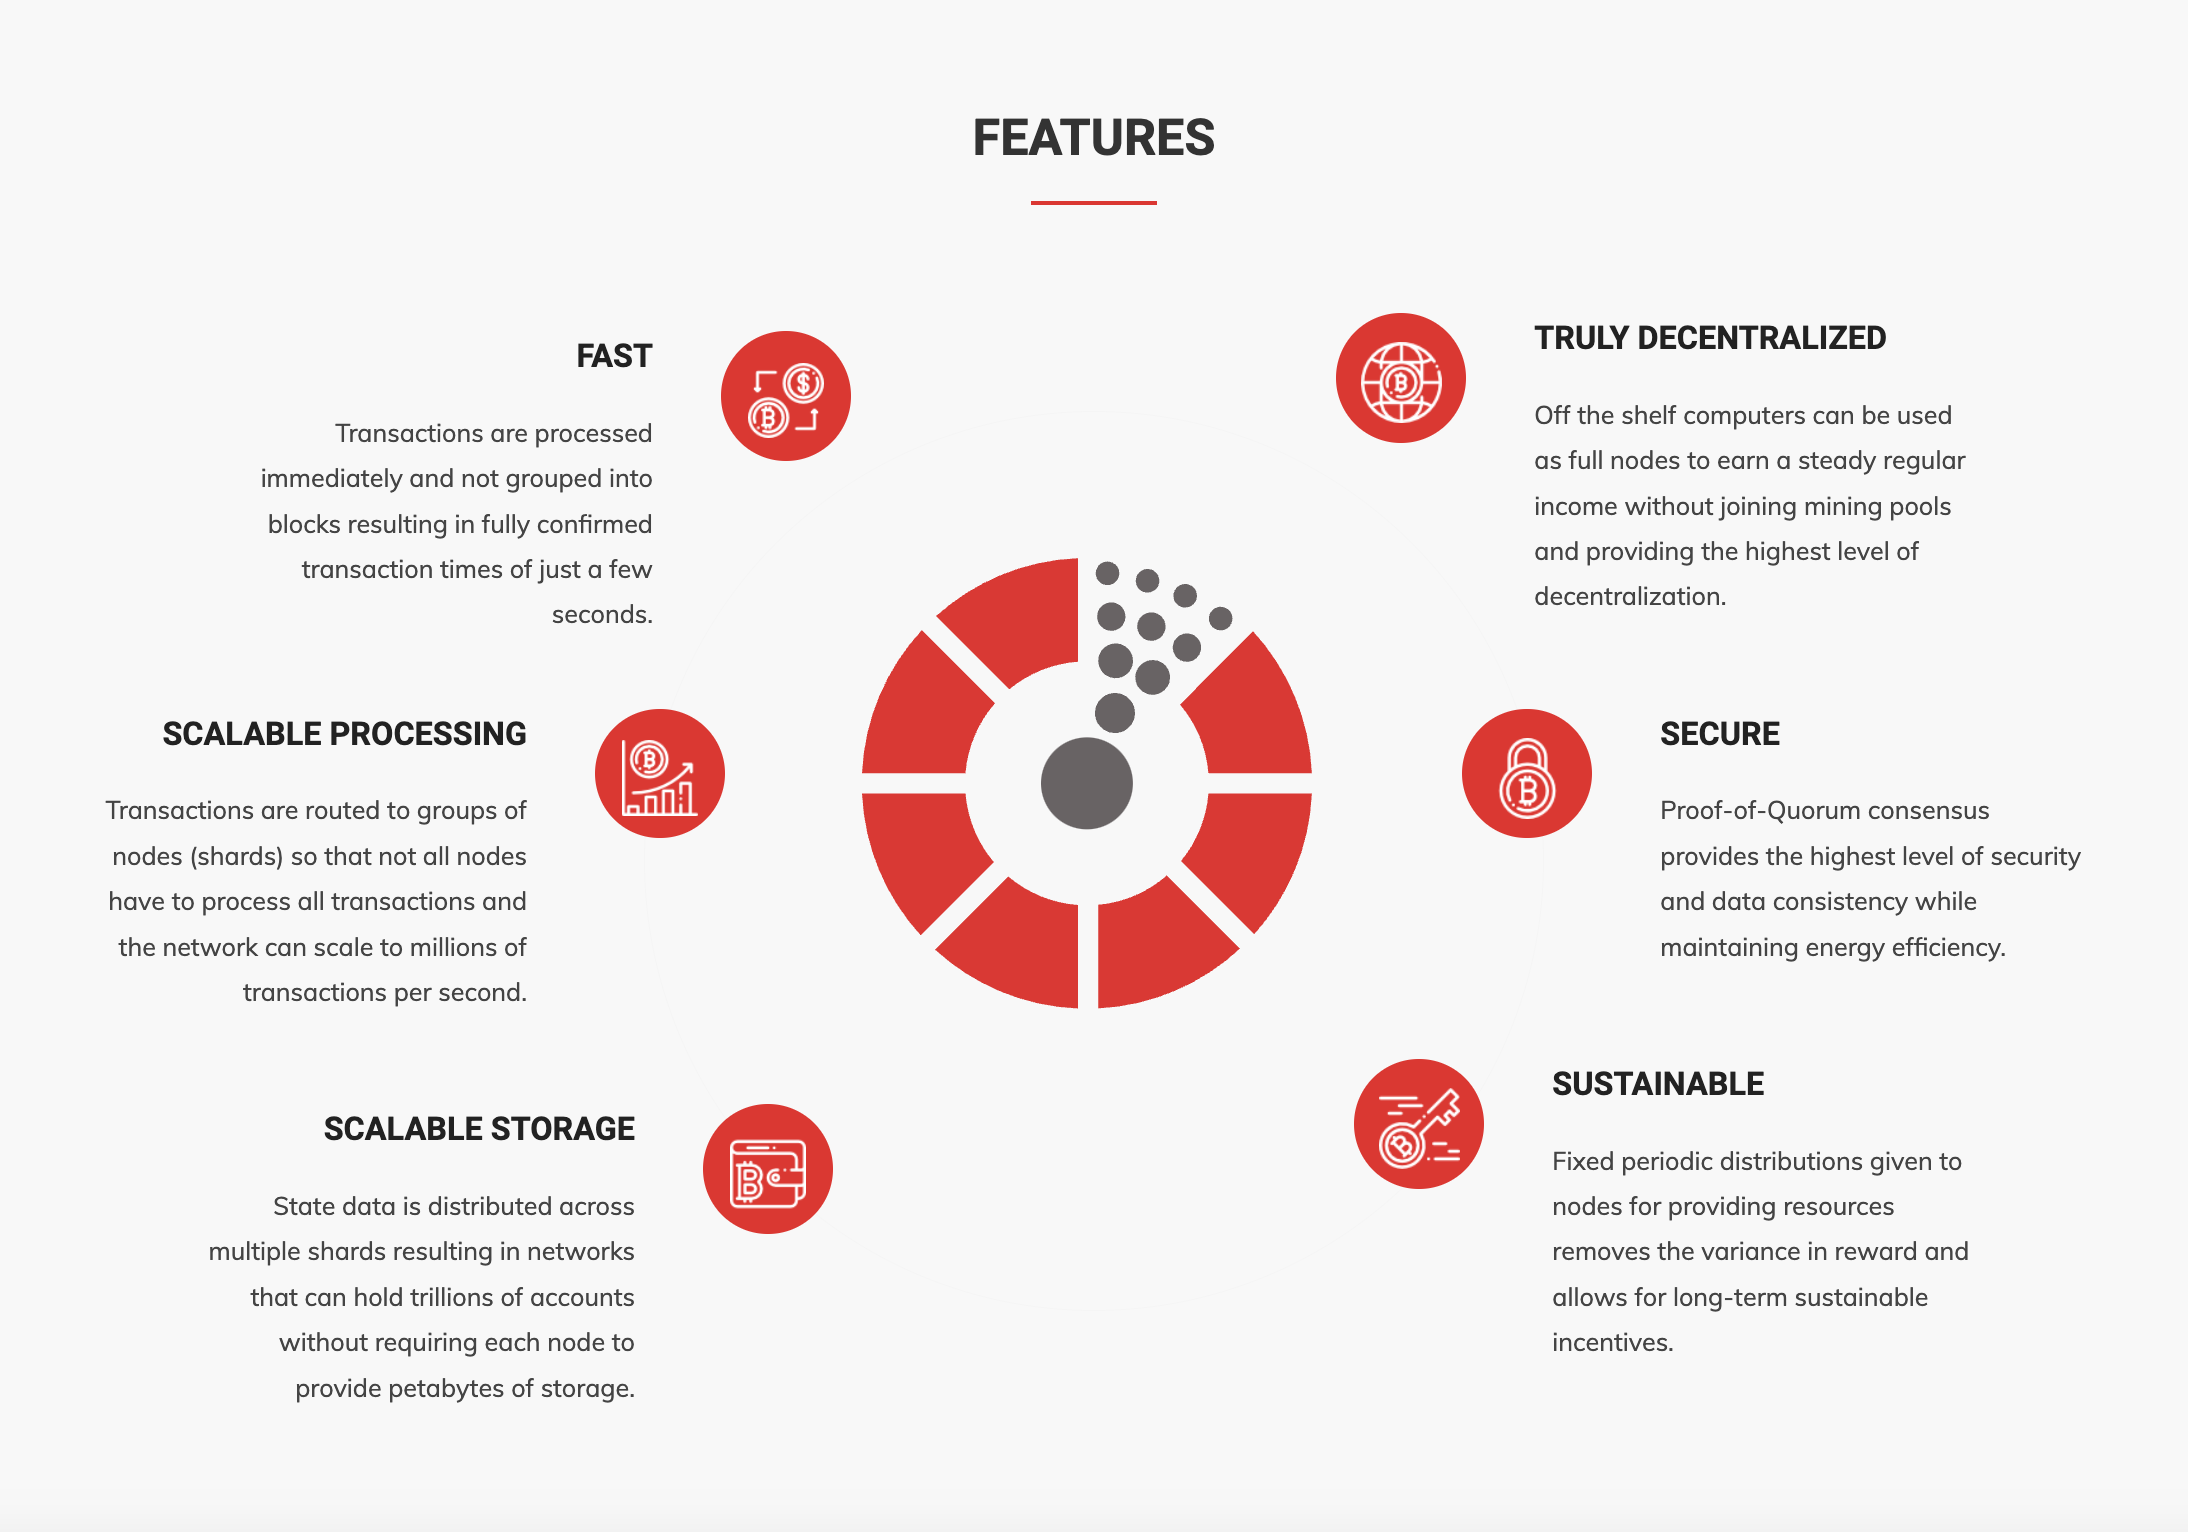 FEATURES
FAST
Transactions are processed
immediately and not grouped into
blocks resulting in fully confirmed
transaction times of just a few
seconds.
TRULY DECENTRALIZED
Off the shelf computers can be used
as full nodes to earn a steady regular
income without joining mining pools
and providing the highest level of
decentralization.
SCALABLE PROCESSING
Transactions are routed to groups of
nodes (shards) so that not all nodes
have to process all transactions and
the network can scale to millions of
transactions per second.
SECURE
Proof-of-Quorum consensus
provides the highest level of security
and data consistency while
maintaining energy efficiency.
SCALABLE STORAGE
State data is distributed across
multiple shards resulting in networks
that can hold trillions of accounts
without requiring each node to
provide petabytes of storage.
SUSTAINABLE
Fixed periodic distributions given to
nodes for providing resources
removes the variance in reward and
allows for long-term sustainable
incentives.